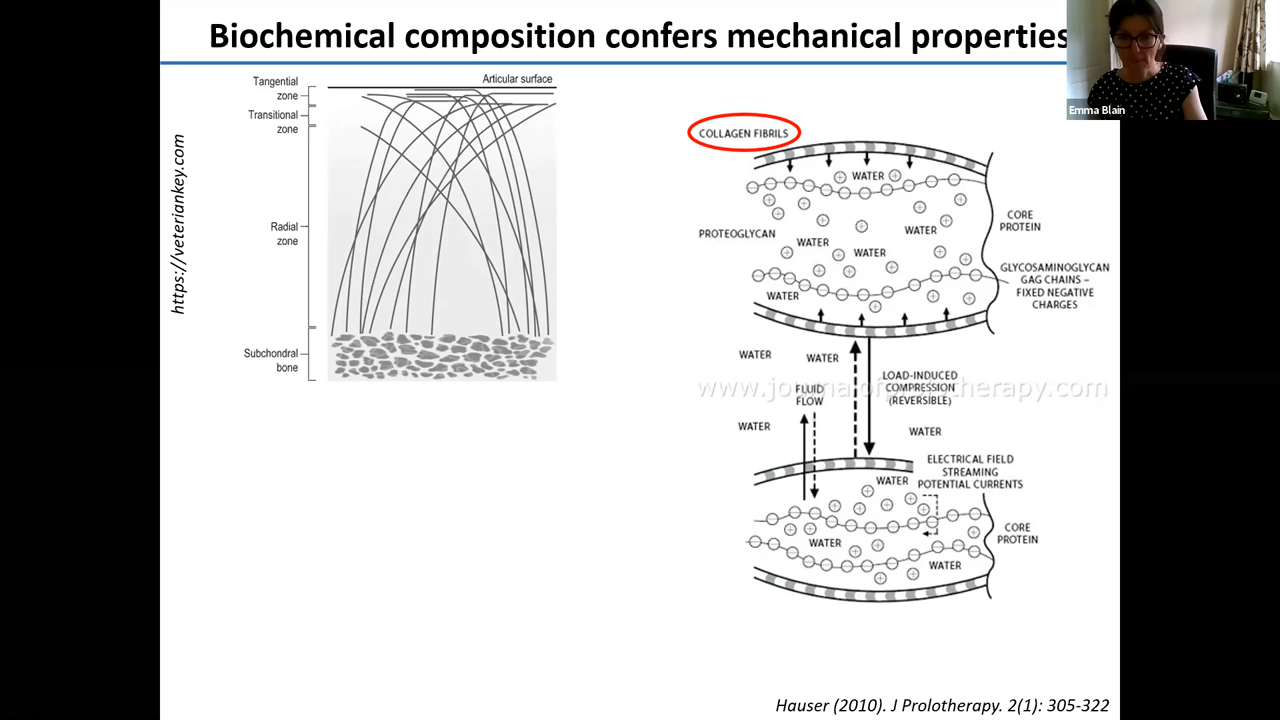 Biochemical composition confers mechanical properties
Emma Blain
https://veteriankey.com
Tangential
zone
Articular surface
Transitional
zone
Radial
zone
Subchondral
bone
COLLAGEN FIBRILS
WATER
CORE
PROTEIN
PROTEOGLYCAN
WATER
WATER
WATER
GLYCOSAMINOGLYCAN
GAG CHAINS –
FIXED NEGATIVE
CHARGES
WATER
WATER
WATER
LOAD-INDUCED
COMPRESSION
(REVERSIBLE)
www.journalofprolotherapy.com
FLUID
FLOW
WATER
WATER
ELECTRICAL FIELD
STREAMING
POTENTIAL CURRENTS
WATER
CORE
PROTEIN
WATER
WATER
Hauser (2010). J Prolotherapy. 2(1): 305-322